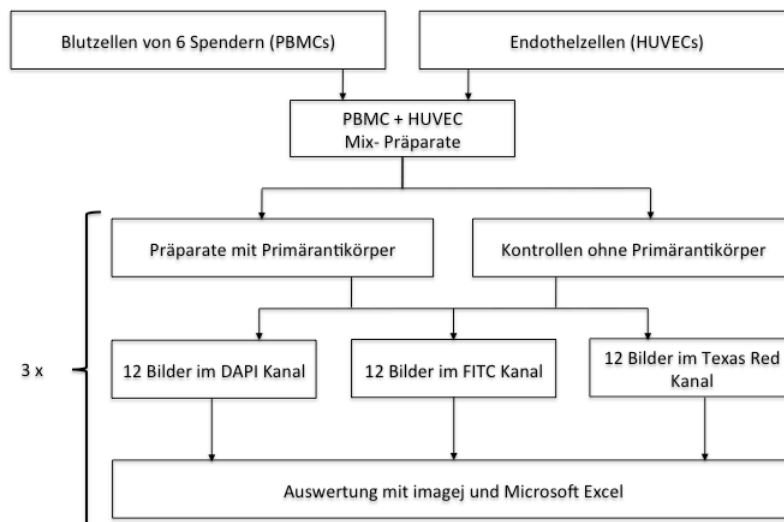 Blutzellen von 6 Spendern (PBMCs)
Endothelzellen (HUVECs)
PBMC + HUVEC
Mix- Präparate
Präparate mit Primärantikörper
Kontrollen ohne Primärantikörper
3 x
12 Bilder im DAPI Kanal
12 Bilder im FITC Kanal
12 Bilder im Texas Red
Kanal
Auswertung mit imagej und Microsoft Excel